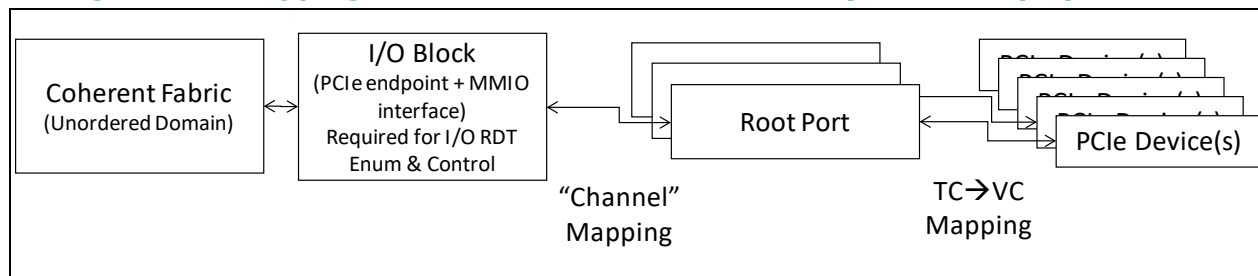 Coherent Fabric
(Unordered Domain)
I/O Block
(PCIe endpoint + MMIO
interface)
Required for I/O RDT
Enum & Control
Root Port
PCIe Device(s)
"Channel"
Mapping
TC→VC
Mapping